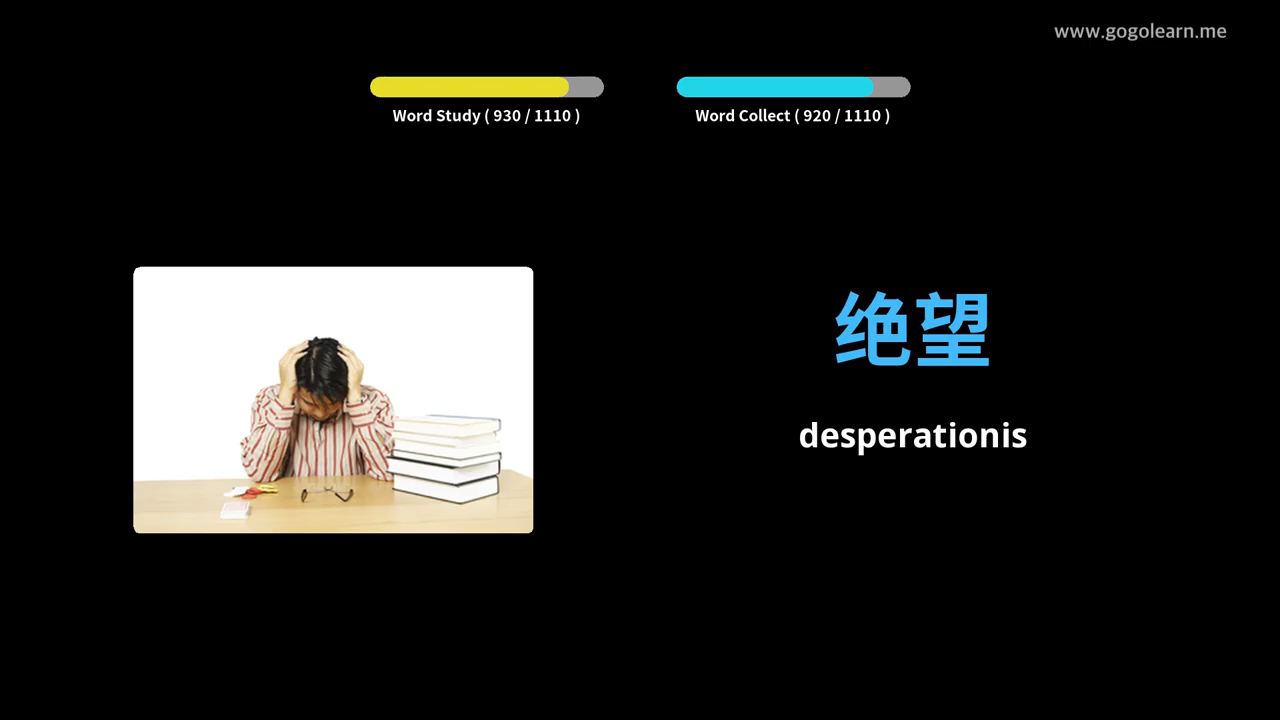 www.gogolearn.me
Word Study ( 930 / 1110 )
Word Collect ( 920 / 1110 )
绝望
desperationis